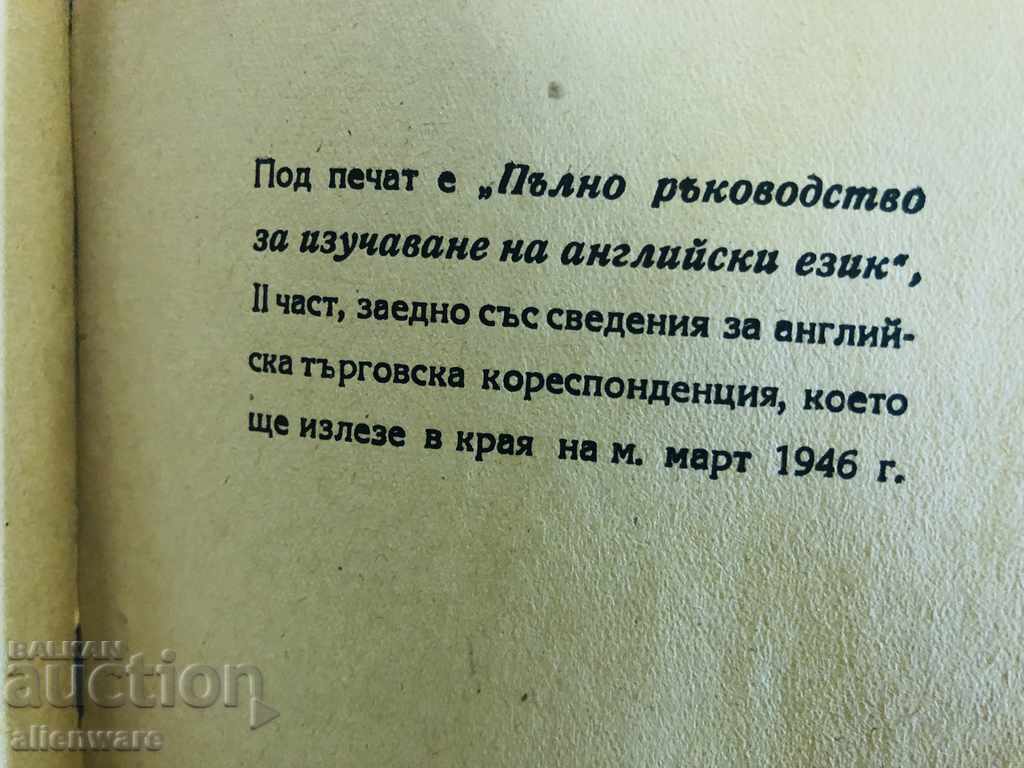 Под печат е „Пълно ръководство
за изучаване на английски език“,
II част, заедно със сведения за англий-
ска търговска кореспонденция, което
ще излезе в края на м. март 1946 г.
BALKAN
auction
alienware